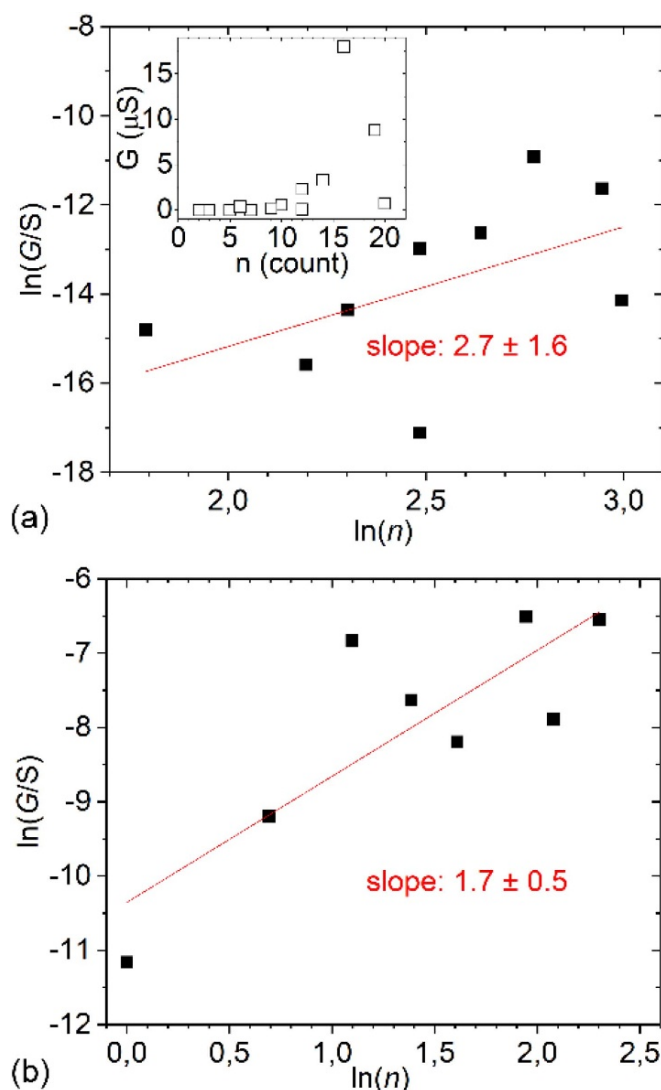 -8
-10
-12
-14
-16
-18
ln(G/S)
15
10
5
0
G (μS)
0 5 10 15 20
n (count)
slope: 2.7 ± 1.6
2,0 2,5 3,0
ln(n)
(a)
-6
-7
-8
-9
-10
-11
-12
ln(G/S)
slope: 1.7 ± 0.5
0,0 0,5 1,0 1,5 2,0 2,5
ln(n)
(b)